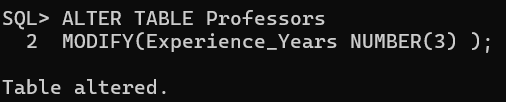 SQL> ALTER TABLE Professors
  2  MODIFY(Experience_Years NUMBER(3) );
Table altered.